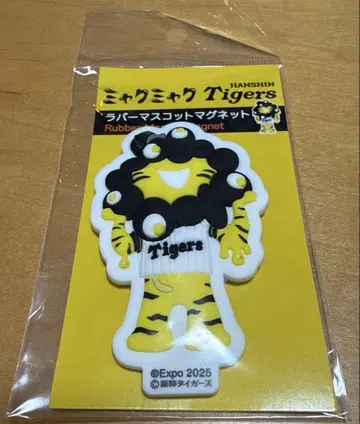 HANSHIN
ミャクミャク Tigers
ラバーマスコットマグネット
Rubber
Tigers
©Expo 2025
©阪神タイガース